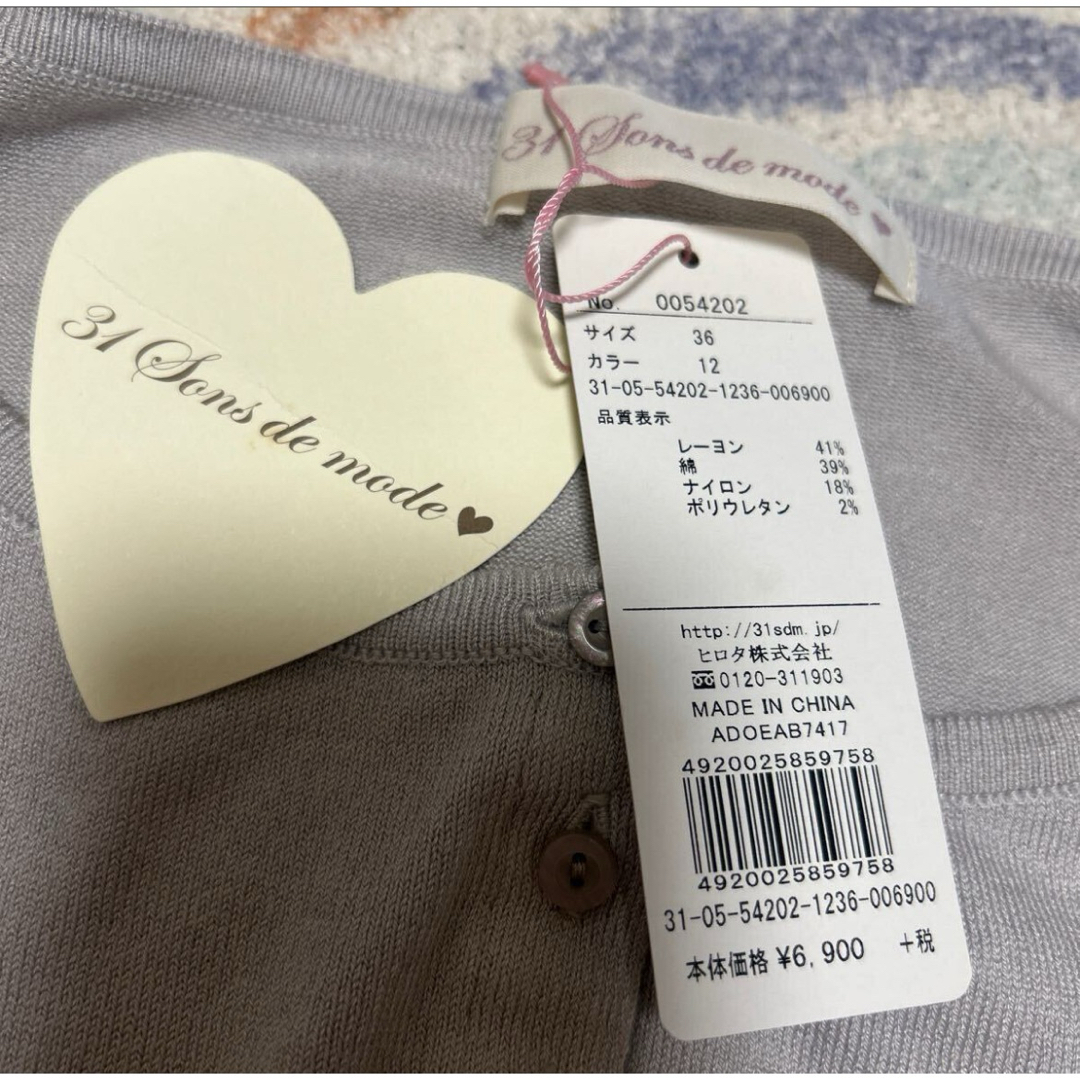 31 Sons de mode
31 Sons de mode
No. 0054202
サイズ 36
カラー 12
31-05-54202-1236-006900
品質表示
レーヨン 41%
綿 39%
ナイロン 18%
ポリウレタン 2%
http://31sdm.jp/
ヒロタ株式会社
0120-311903
MADE IN CHINA
ADOEAB7417
4920025859758
4920025859758
31-05-54202-1236-006900
本体価格 ¥6,900 +税